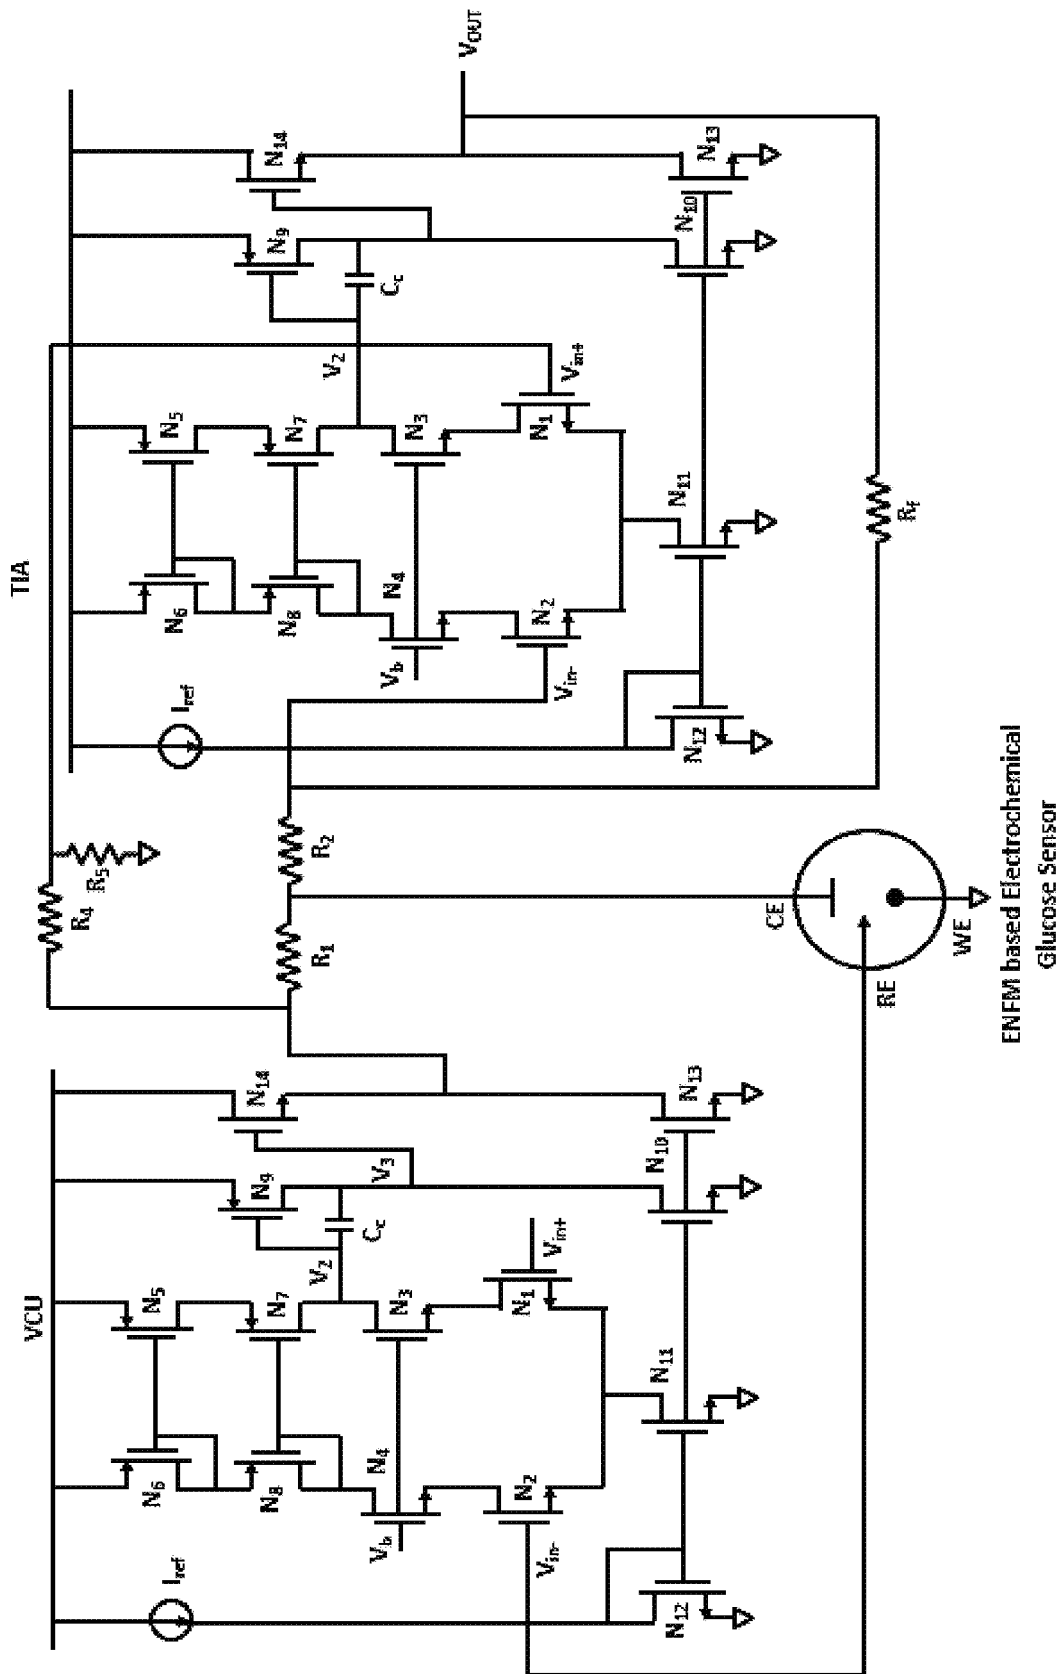 VCU
I_ref
N6
N5
N8
N7
V2
N9
N14
V3
Cc
Vb
N4
N3
Vin-
N2
N1
Vin+
N12
N11
N10
N13
R4
R5
R1
R2
CE
RE
WE
ENFM based Electrochemical
Glucose Sensor
TIA
I_ref
N6
N5
N8
N7
V2
N9
N14
Cc
Vb
N4
N3
Vin-
N2
N1
Vin+
N12
N11
N10
N13
VOUT
Rf